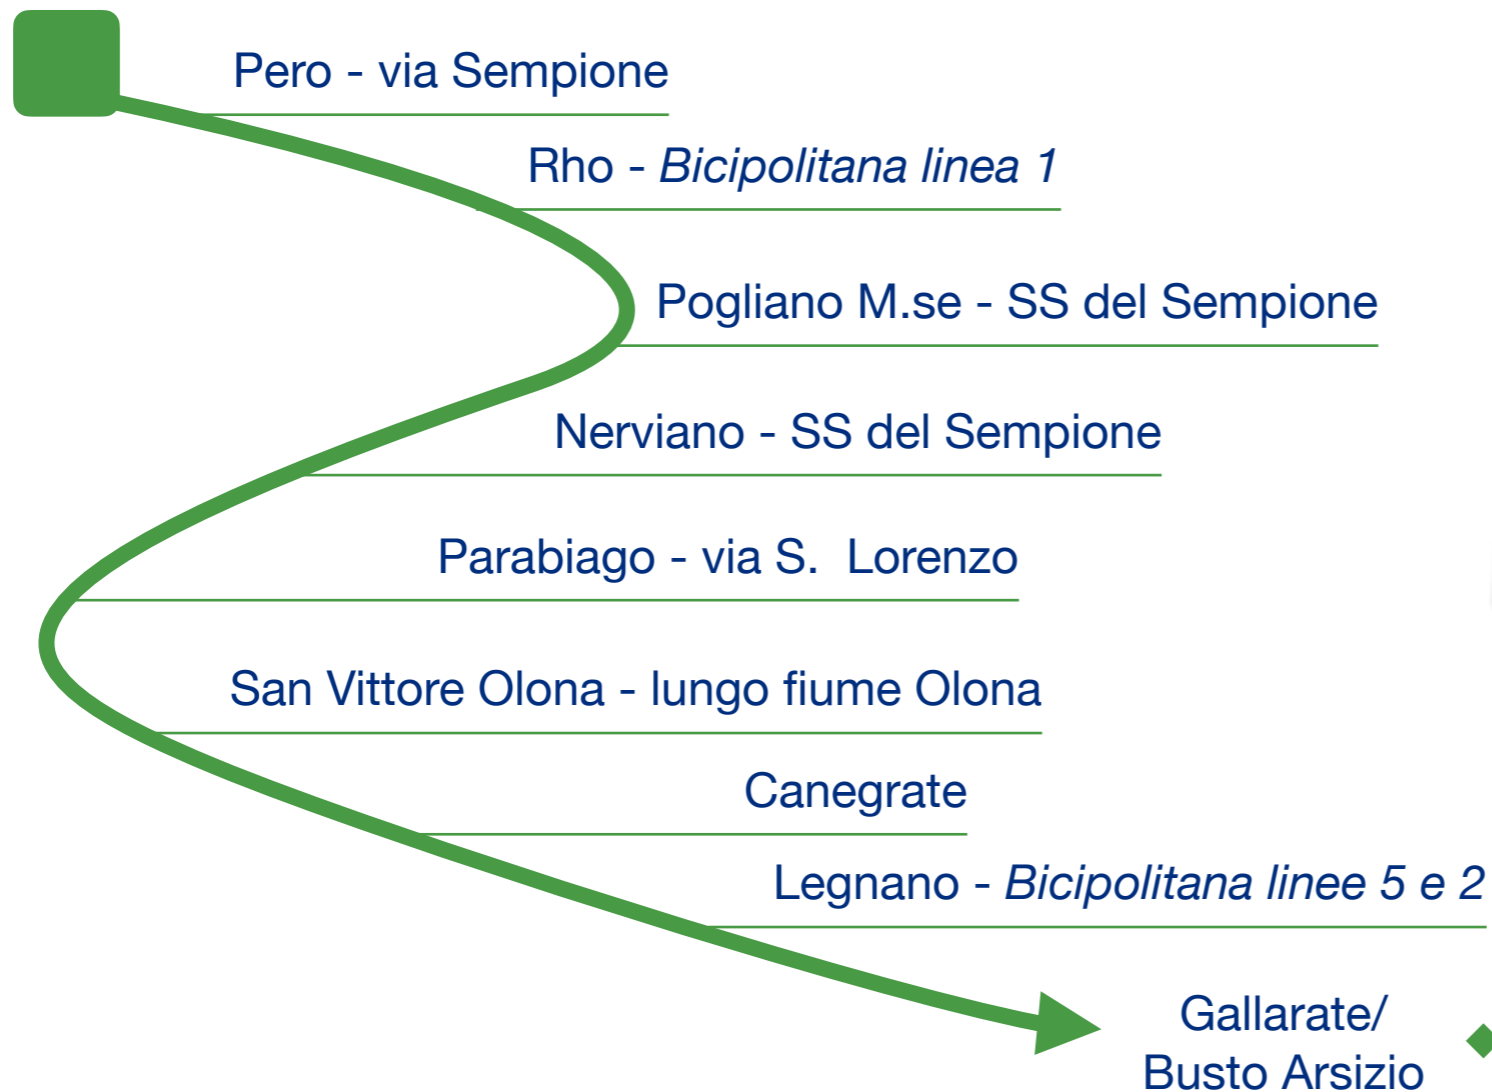 Pero - via Sempione
Rho - Bicipolitana linea 1
Pogliano M.se - SS del Sempione
Nerviano - SS del Sempione
Parabiago - via S. Lorenzo
San Vittore Olona - lungo fiume Olona
Canegrate
Legnano - Bicipolitana linee 5 e 2
Gallarate/
Busto Arsizio